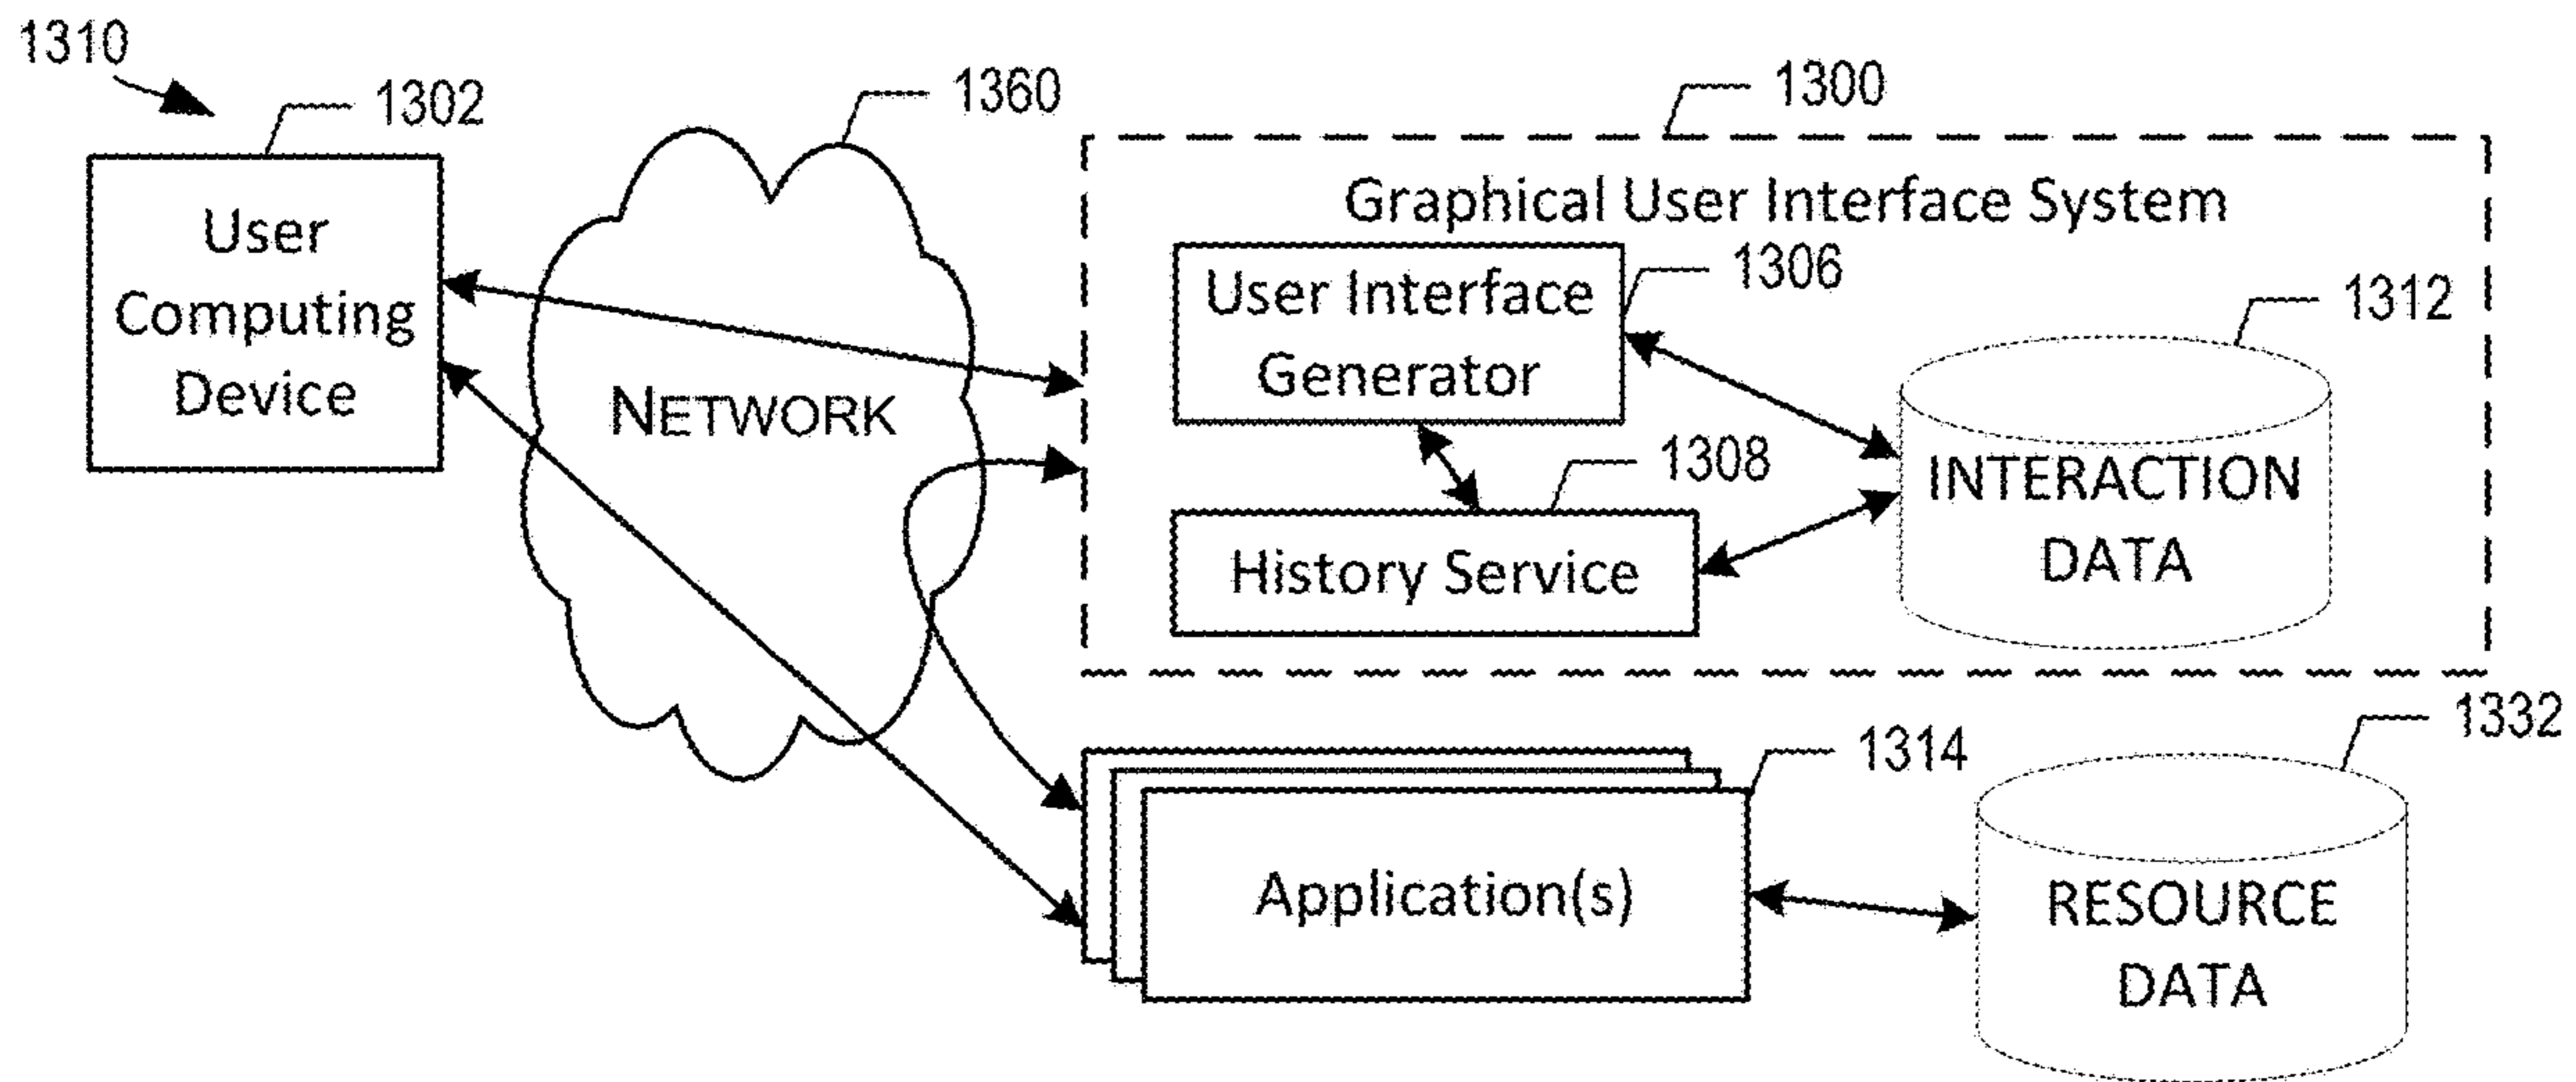 1310
1302
1360
1300
User
Computing
Device
NETWORK
Graphical User Interface System
User Interface
Generator
1306
1312
1308
History Service
INTERACTION
DATA
1314
1332
Application(s)
RESOURCE
DATA